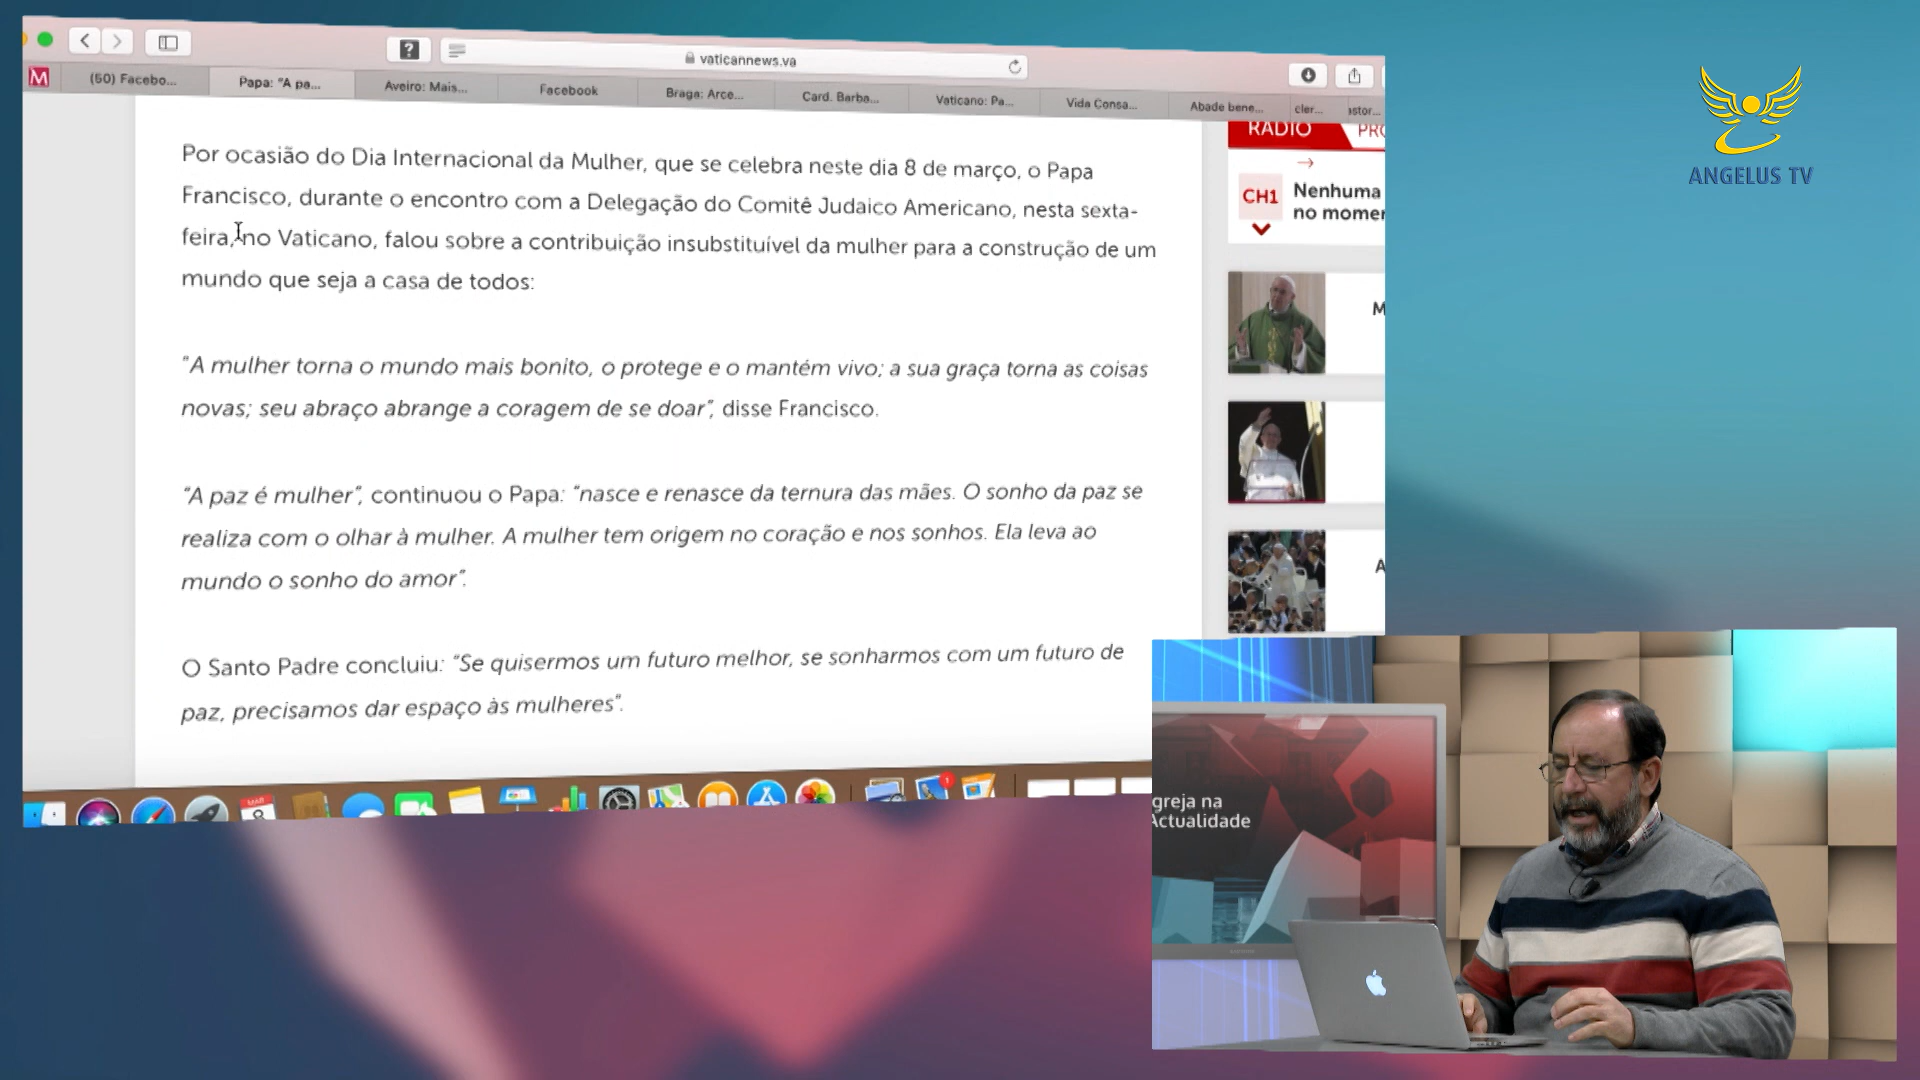 vaticannews.va
M
(50) Facebo...
Papa: "A pa...
Aveiro: Mais...
Facebook
Braga: Arce...
Card. Barba...
Vaticano: Pa...
Vida Consa...
Abade bene...
cler...
astor...
Por ocasião do Dia Internacional da Mulher, que se celebra neste dia 8 de março, o Papa
Francisco, durante o encontro com a Delegação do Comitê Judaico Americano, nesta sexta-
feira, no Vaticano, falou sobre a contribuição insubstituível da mulher para a construção de um
mundo que seja a casa de todos:
"A mulher torna o mundo mais bonito, o protege e o mantém vivo; a sua graça torna as coisas
novas; seu abraço abrange a coragem de se doar", disse Francisco.
"A paz é mulher", continuou o Papa: "nasce e renasce da ternura das mães. O sonho da paz se
realiza com o olhar à mulher. A mulher tem origem no coração e nos sonhos. Ela leva ao
mundo o sonho do amor".
O Santo Padre concluiu: "Se quisermos um futuro melhor, se sonharmos com um futuro de
paz, precisamos dar espaço às mulheres".
RADIO
PRO
CH1
Nenhuma
no momen
M
A
MAR
8
1
ANGELUS TV
greja na
Actualidade